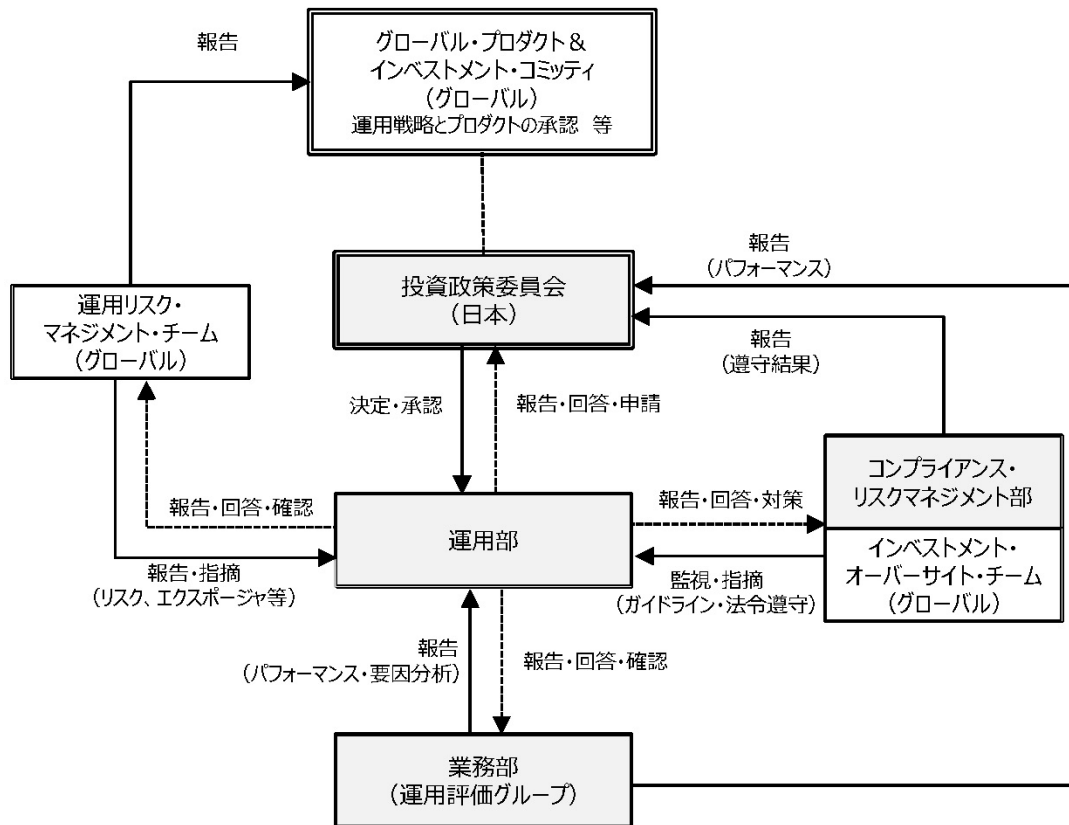 報告
グローバル・プロダクト &
インベストメント・コミッティ
（グローバル）
運用戦略とプロダクトの承認 等
報告
（パフォーマンス）
投資政策委員会
（日本）
運用リスク・
マネジメント・チーム
（グローバル）
報告
（遵守結果）
決定・承認
報告・回答・申請
コンプライアンス・
リスクマネジメント部
報告・回答・確認
報告・回答・対策
運用部
インベストメント・
オーバーサイト・チーム
（グローバル）
報告・指摘
（リスク、エクスポージャ等）
監視・指摘
（ガイドライン・法令遵守）
報告
（パフォーマンス・要因分析）
報告・回答・確認
業務部
（運用評価グループ）